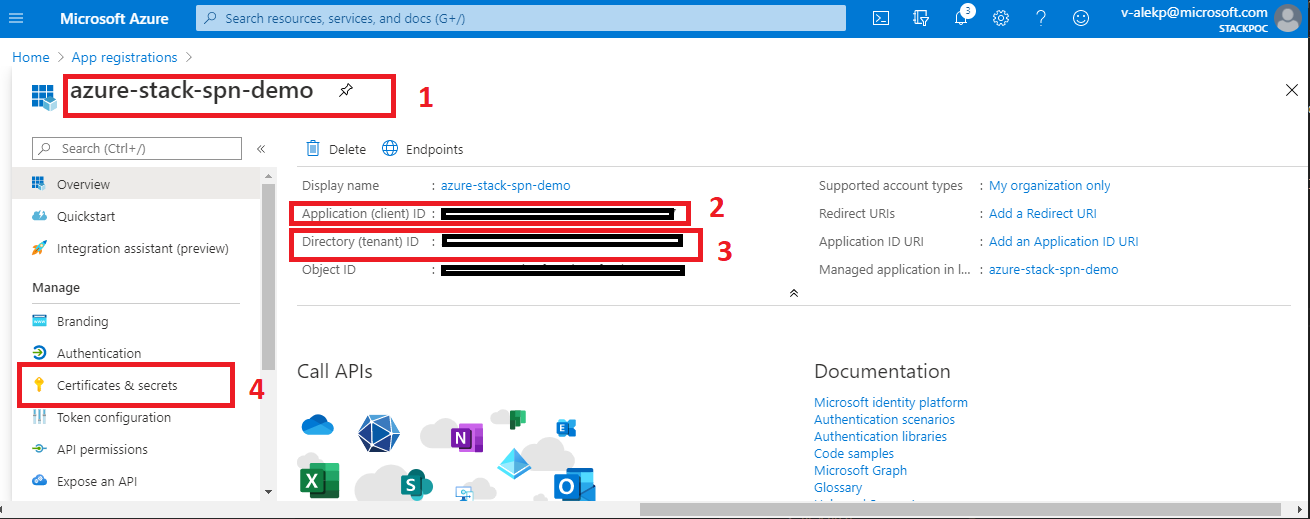 Microsoft Azure
Search resources, services, and docs (G+/)
3
v-alekp@microsoft.com
STACKPOC
Home > App registrations >
azure-stack-spn-demo
1
Search (Ctrl+/)
«
Delete
Endpoints
Overview
Quickstart
Integration assistant (preview)
Manage
Branding
Authentication
Certificates & secrets
4
Token configuration
API permissions
Expose an API
Display name : azure-stack-spn-demo
Application (client) ID :
2
Directory (tenant) ID :
3
Object ID :
Supported account types : My organization only
Redirect URIs : Add a Redirect URI
Application ID URI : Add an Application ID URI
Managed application in l... : azure-stack-spn-demo
Call APIs
N
X
S
E
O
Documentation
Microsoft identity platform
Authentication scenarios
Authentication libraries
Code samples
Microsoft Graph
Glossary